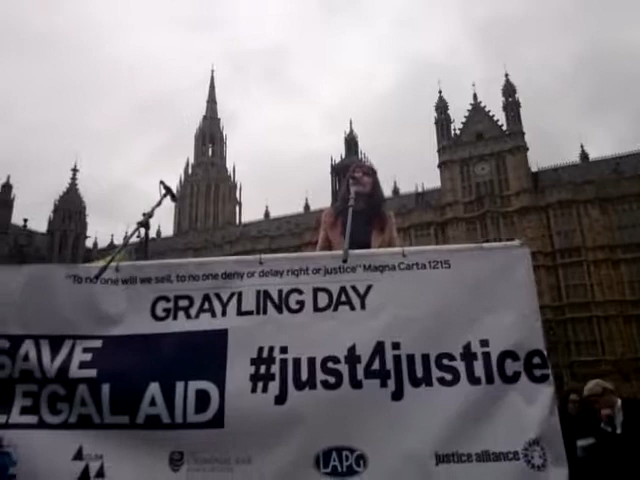 "To no one will we sell, to no one deny or delay right or justice" Magna Carta 1215
GRAYLING DAY
SAVE
LEGAL AID
#just4justice
LAPG
justice alliance